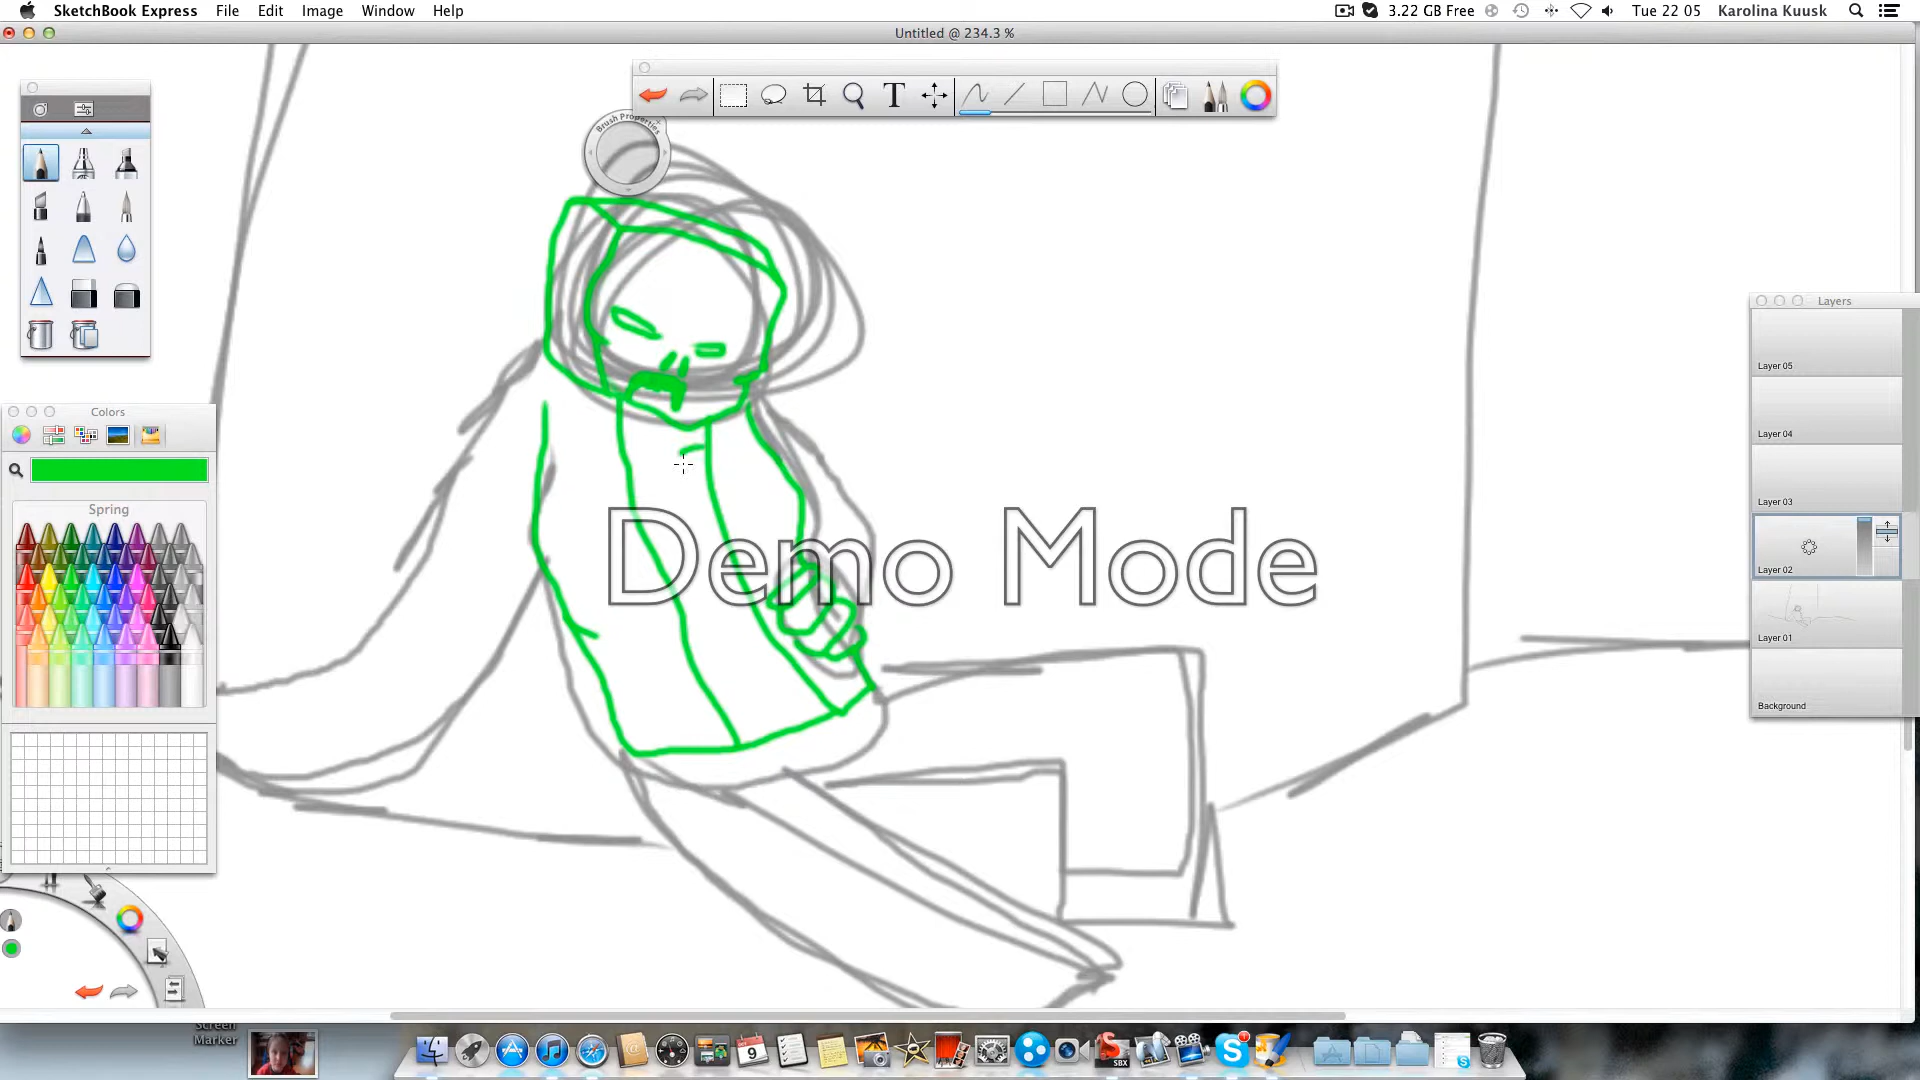 SketchBook Express File Edit Image Window Help 3.22 GB Free Tue 22 05 Karolina Kuusk
Untitled @ 234.3 %
T
Brush Properties
Layers
Layer 05
Layer 04
Layer 03
Layer 02
Layer 01
Background
Colors
Spring
Demo Mode
Screen
Marker
9
SBX